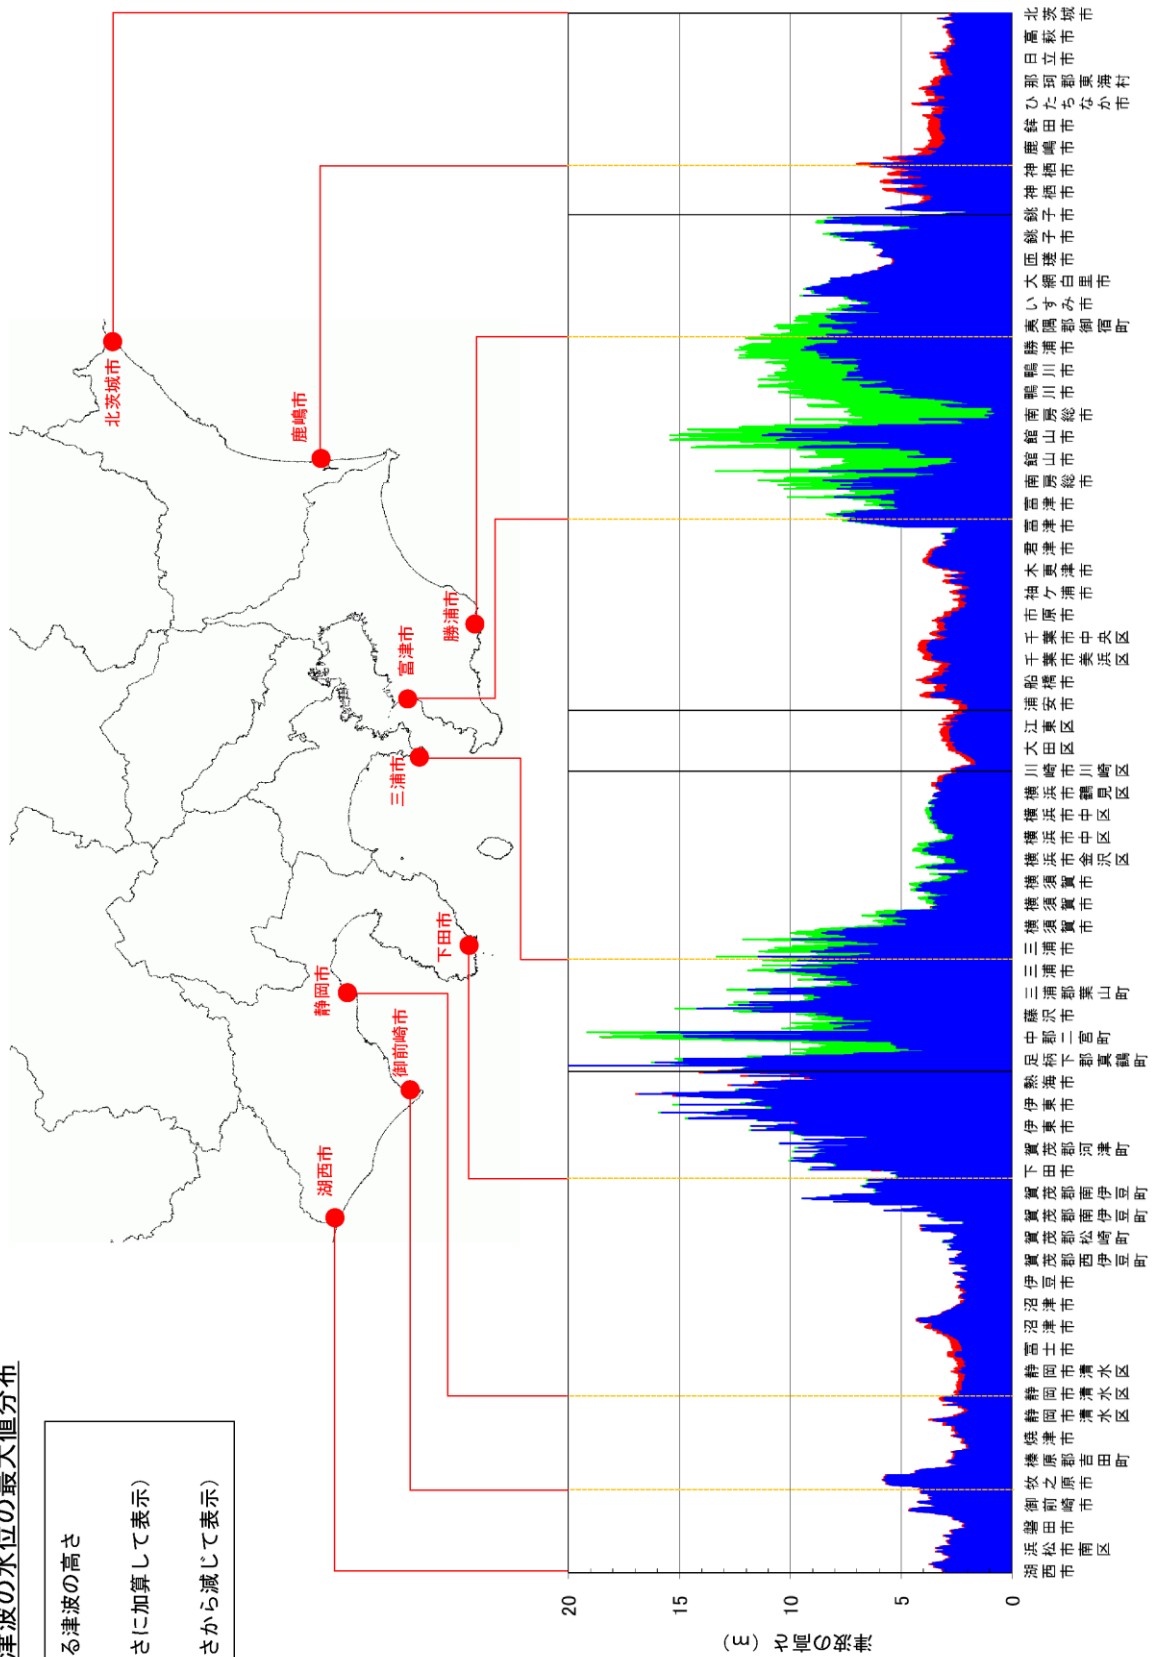 津波の水位の最大値分布
る津波の高さ
さに加算して表示)
さから減じて表示)
北茨城市
鹿嶋市
勝浦市
富津市
三浦市
下田市
静岡市
御前崎市
湖西市
津波の高さ (m)
20
15
10
5
0
湖西市
浜松市南区
磐田市
御前崎市
牧之原市
榛原郡吉田町
焼津市
静岡市清水区
静岡市清水区
静岡市清水区
富士市
沼津市
沼津市
伊豆市
賀茂郡西伊豆町
賀茂郡松崎町
賀茂郡南伊豆町
賀茂郡南伊豆町
下田市
賀茂郡河津町
伊東市
伊東市
熱海市
足柄下郡真鶴町
中郡二宮町
藤沢市
三浦郡葉山町
三浦市
三浦市
横須賀市
横須賀市
横須賀市
横浜市金沢区
横浜市中区
横浜市中区
横浜市鶴見区
川崎市川崎区
大田区
江東区
浦安市
船橋市
千葉市美浜区
千葉市中央区
市原市
袖ケ浦市
木更津市
君津市
富津市
富津市
南房総市
館山市
館山市
南房総市
鴨川市
鴨川市
勝浦市
夷隅郡御宿町
いすみ市
大網白里市
匝瑳市
銚子市
銚子市
神栖市
神栖市
鹿嶋市
鉾田市
ひたちなか市
那珂郡東海村
日立市
高萩市
北茨城市